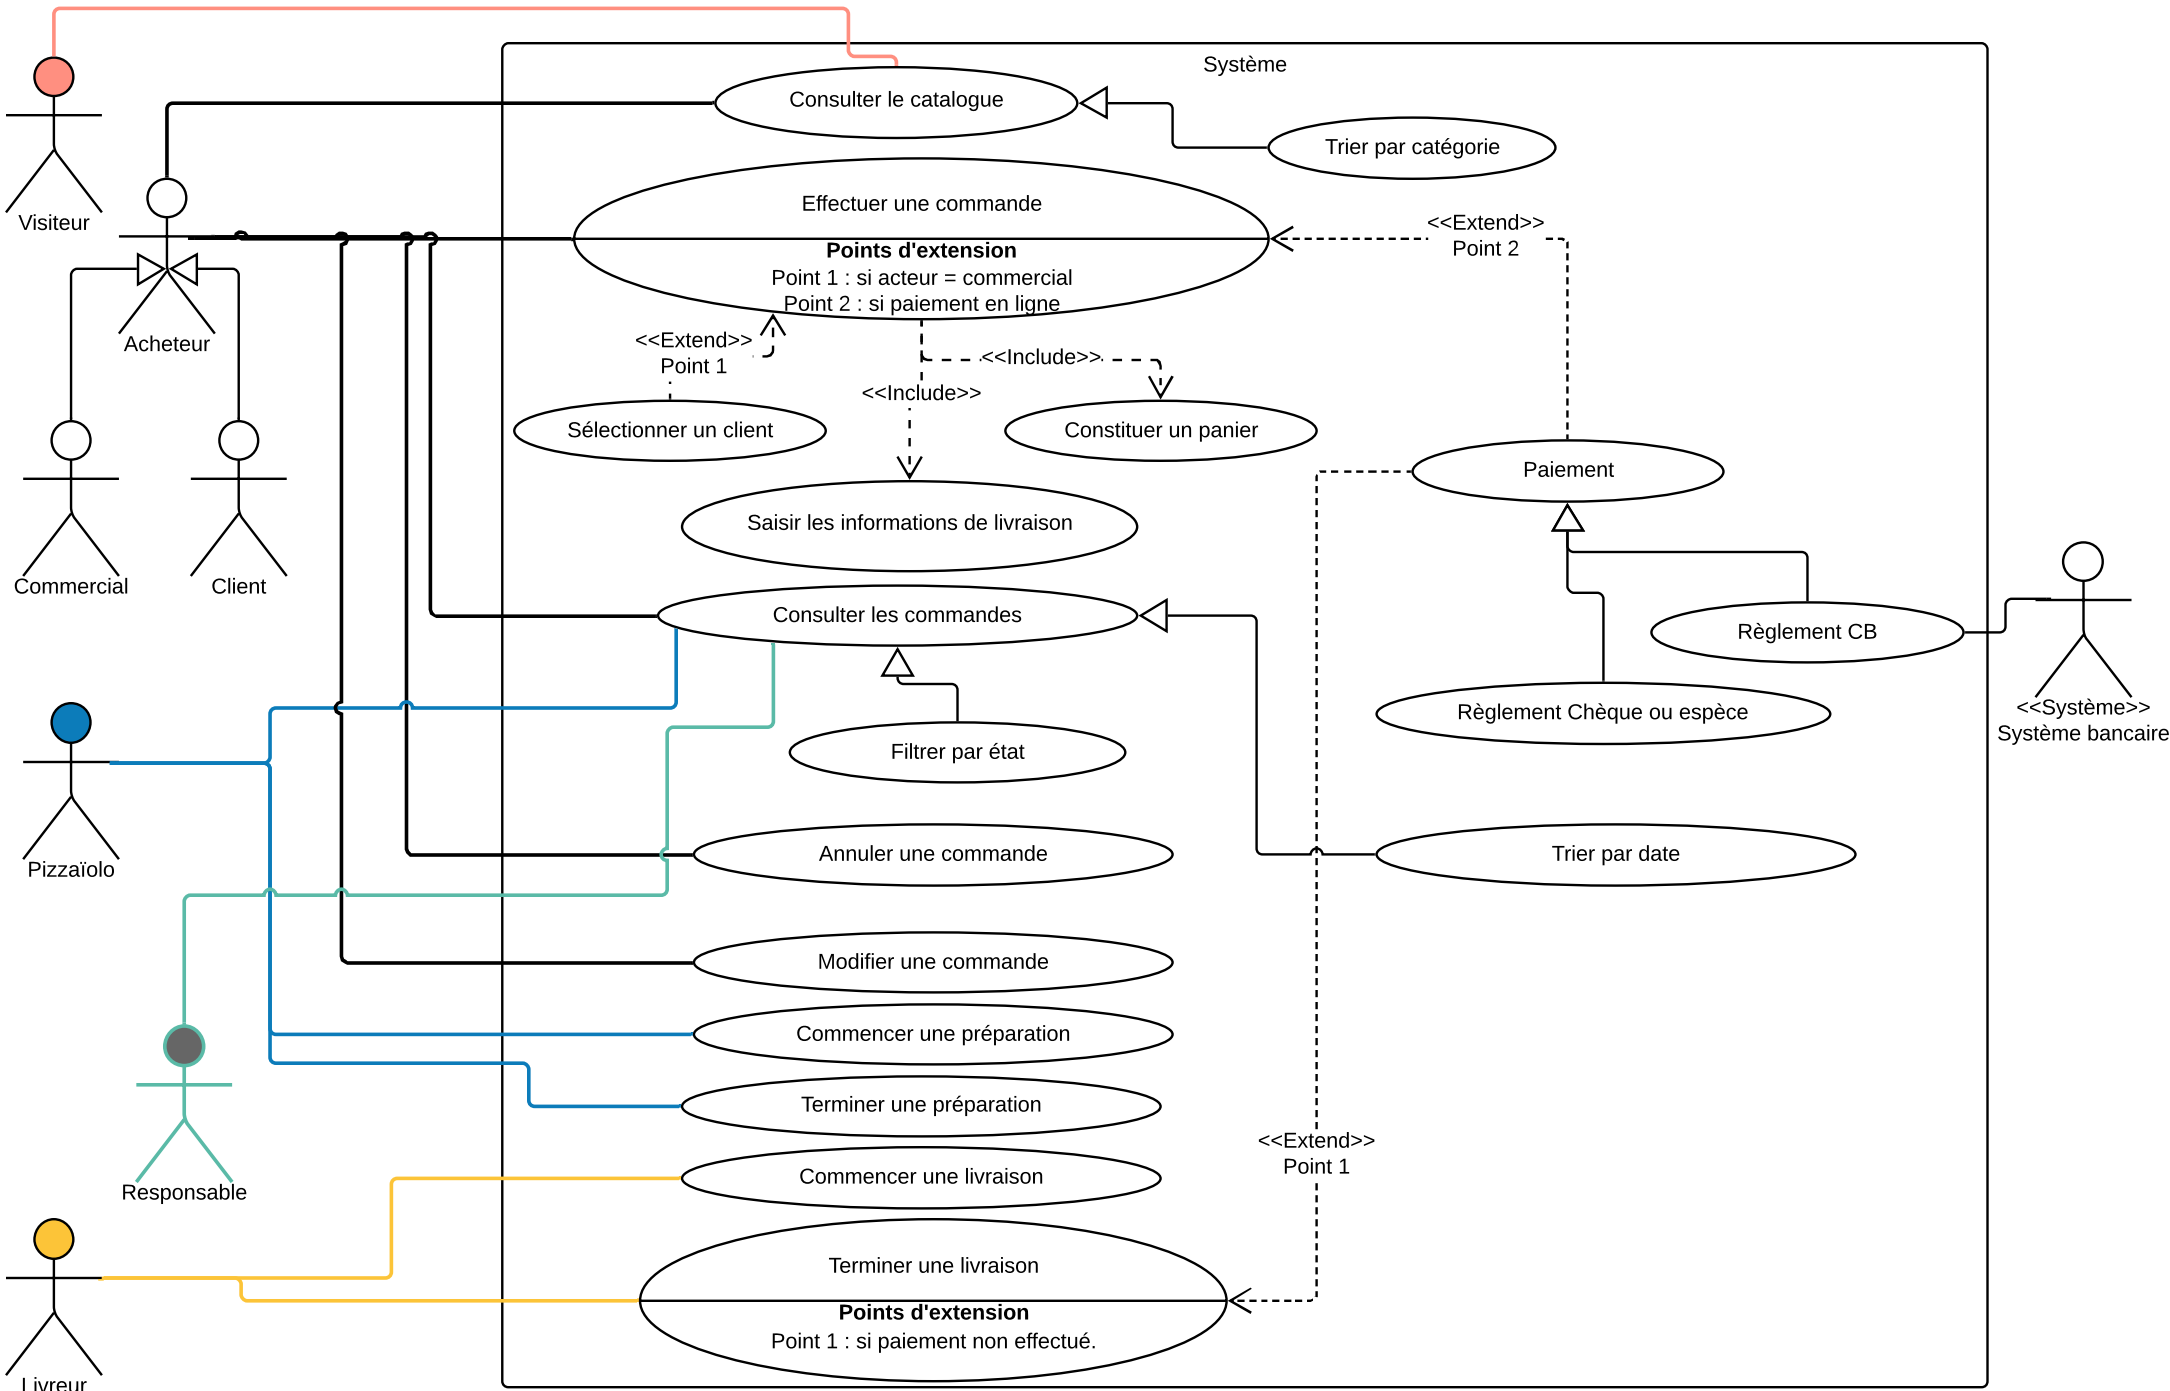 Système
Consulter le catalogue
Trier par catégorie
Visiteur
Effectuer une commande
Points d'extension
Point 1 : si acteur = commercial
Point 2 : si paiement en ligne
<<Extend>>
Point 2
Acheteur
<<Extend>>
Point 1
<<Include>>
<<Include>>
Sélectionner un client
Constituer un panier
Paiement
Saisir les informations de livraison
Commercial
Client
Consulter les commandes
Règlement CB
Règlement Chèque ou espèce
<<Système>>
Système bancaire
Filtrer par état
Pizzaïolo
Annuler une commande
Trier par date
Modifier une commande
Commencer une préparation
Terminer une préparation
<<Extend>>
Point 1
Commencer une livraison
Responsable
Terminer une livraison
Points d'extension
Point 1 : si paiement non effectué.
Livreur